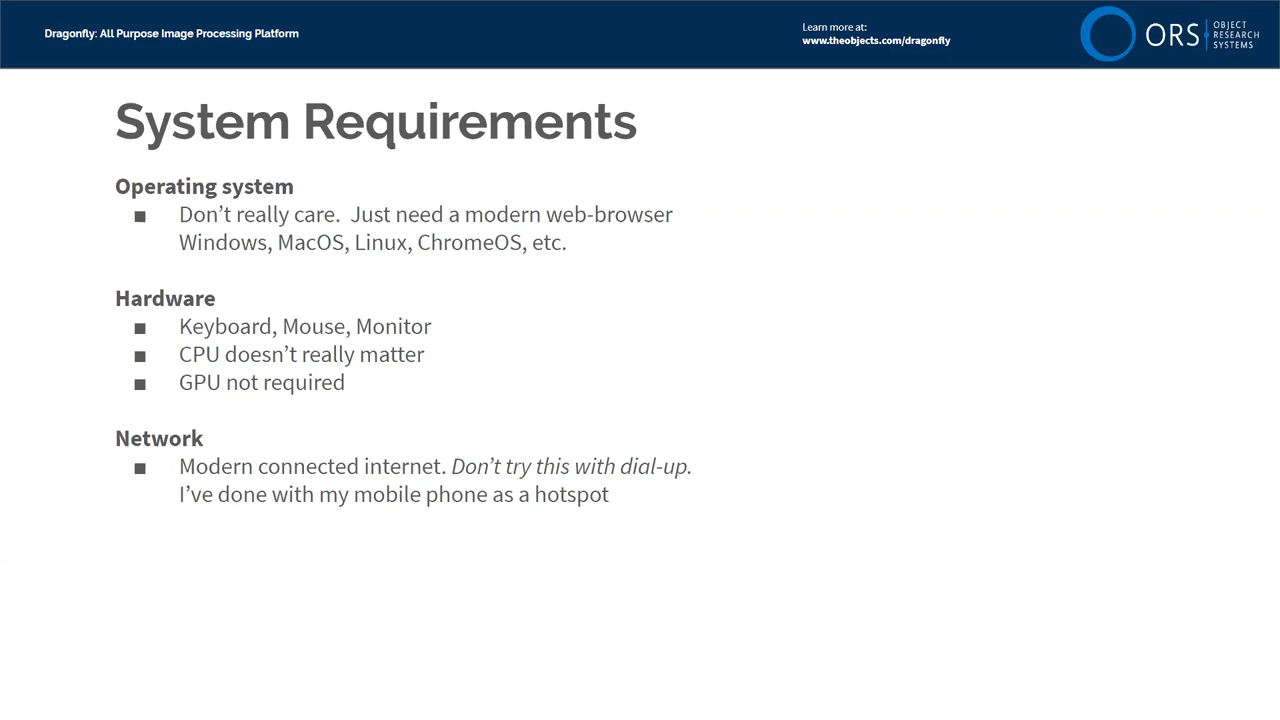 Dragonfly: All Purpose Image Processing Platform
Learn more at:
www.theobjects.com/dragonfly
ORS
OBJECT
RESEARCH
SYSTEMS
System Requirements
Operating system
■ Don’t really care.  Just need a modern web-browser
Windows, MacOS, Linux, ChromeOS, etc.
Hardware
■ Keyboard, Mouse, Monitor
■ CPU doesn’t really matter
■ GPU not required
Network
■ Modern connected internet. Don’t try this with dial-up.
I’ve done with my mobile phone as a hotspot